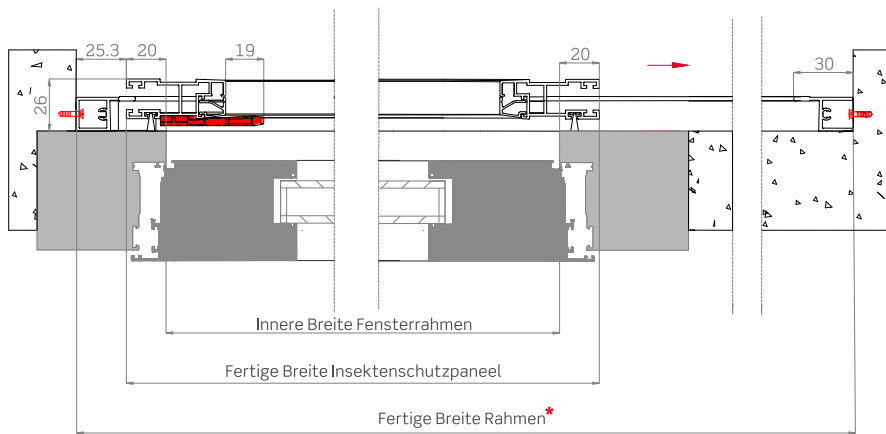 25.3
20
19
20
30
26
Innere Breite Fensterrahmen
Fertige Breite Insektenschutzpaneel
Fertige Breite Rahmen*